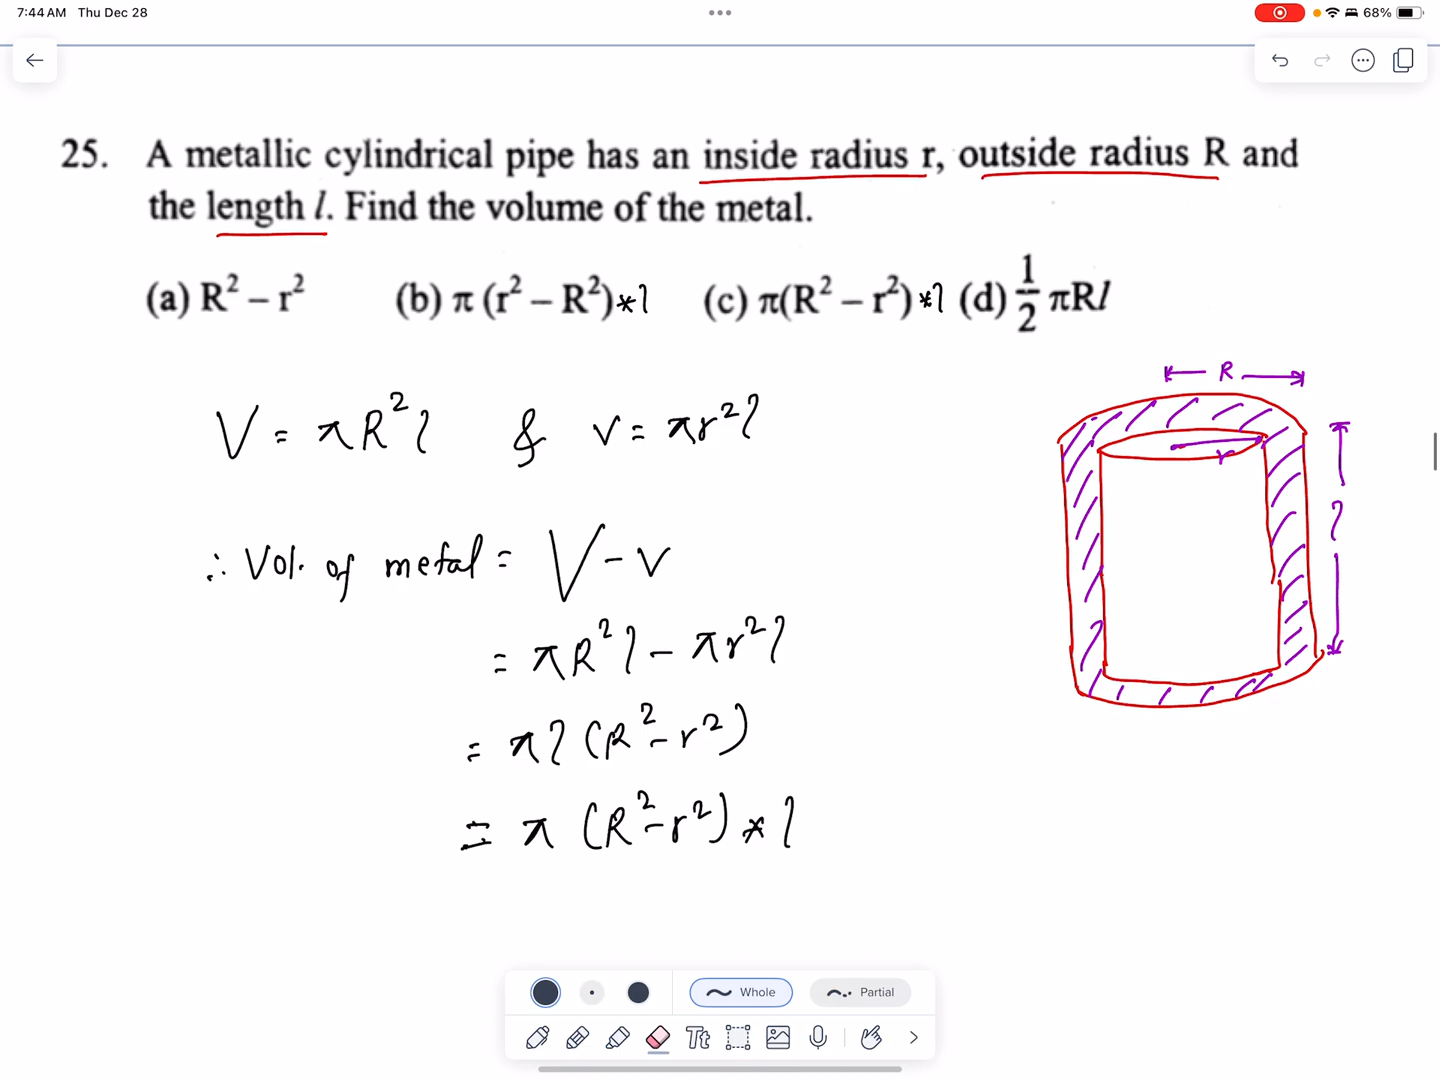 7:44 AM Thu Dec 28
68%
25. A metallic cylindrical pipe has an inside radius r, outside radius R and
the length l. Find the volume of the metal.
(a) R² – r² (b) π (r² – R²)*l (c) π(R² – r²)*l (d) 1/2 πRl
R
V = πR²l & v = πr²l
r
l
∴ Vol. of metal = V – v
= πR²l – πr²l
= πl (R² – r²)
= π (R² – r²) * l
Whole Partial
Tt